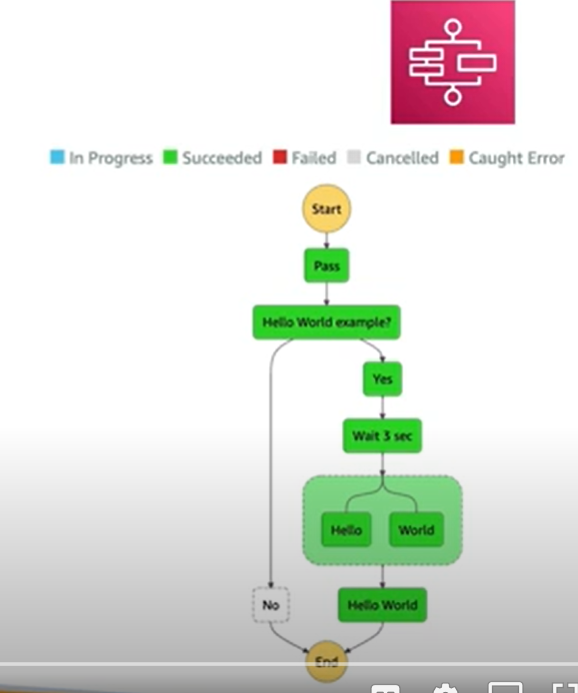 In Progress Succeeded Failed Cancelled Caught Error
Start
Pass
Hello World example?
Yes
Wait 3 sec
Hello World
No Hello World
End